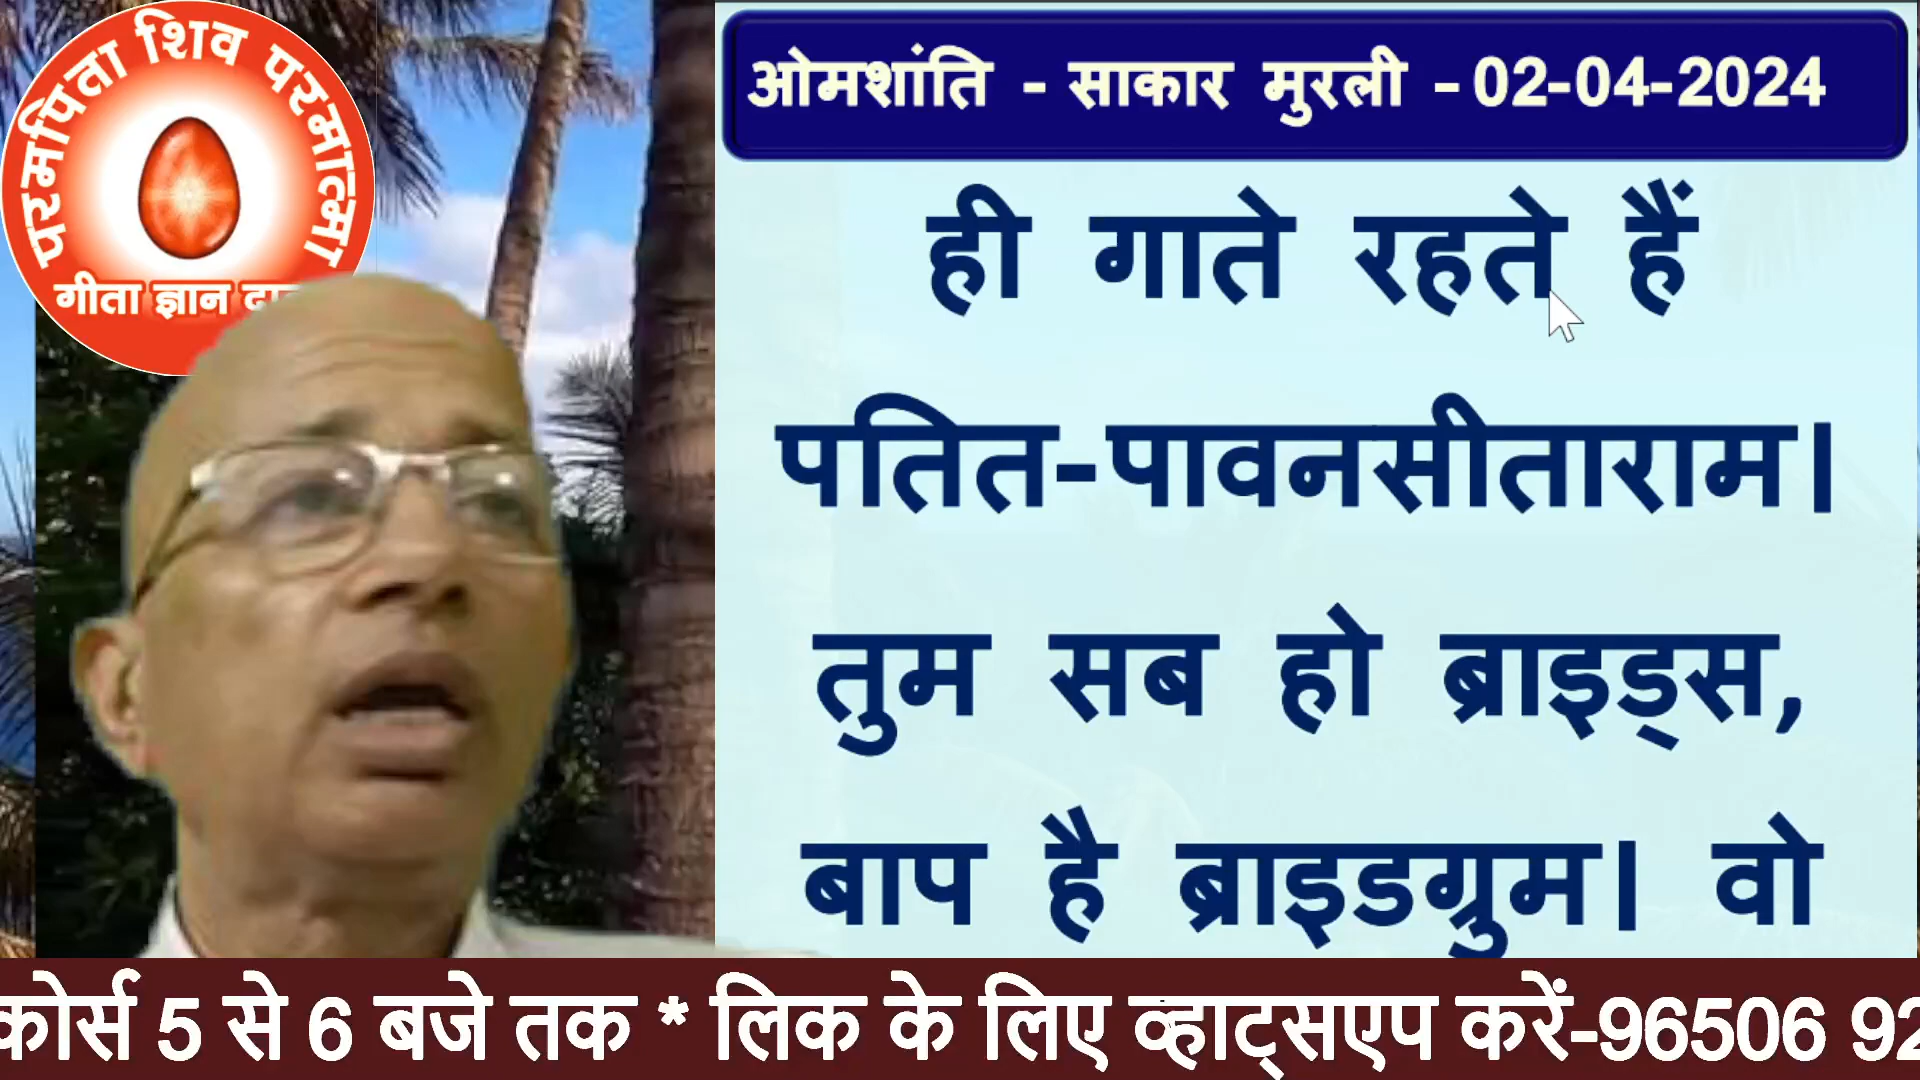 परमपिता शिव परमात्मा
गीता ज्ञान
ओमशांति - साकार मुरली - 02-04-2024
ही गाते रहते हैं
पतित-पावनसीताराम।
तुम सब हो ब्राइड्स,
बाप है ब्राइडग्रुम। वो
कोर्स 5 से 6 बजे तक * लिंक के लिए व्हाट्सएप करें-96506 92